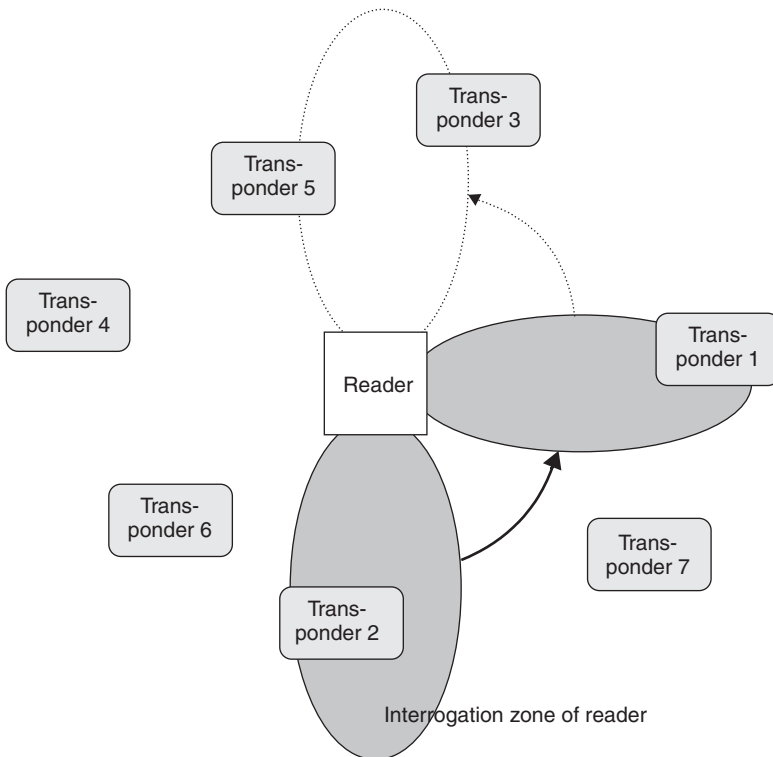 Trans-
ponder 3
Trans-
ponder 5
Trans-
ponder 4
Trans-
ponder 1
Reader
Trans-
ponder 6
Trans-
ponder 7
Trans-
ponder 2
Interrogation zone of reader